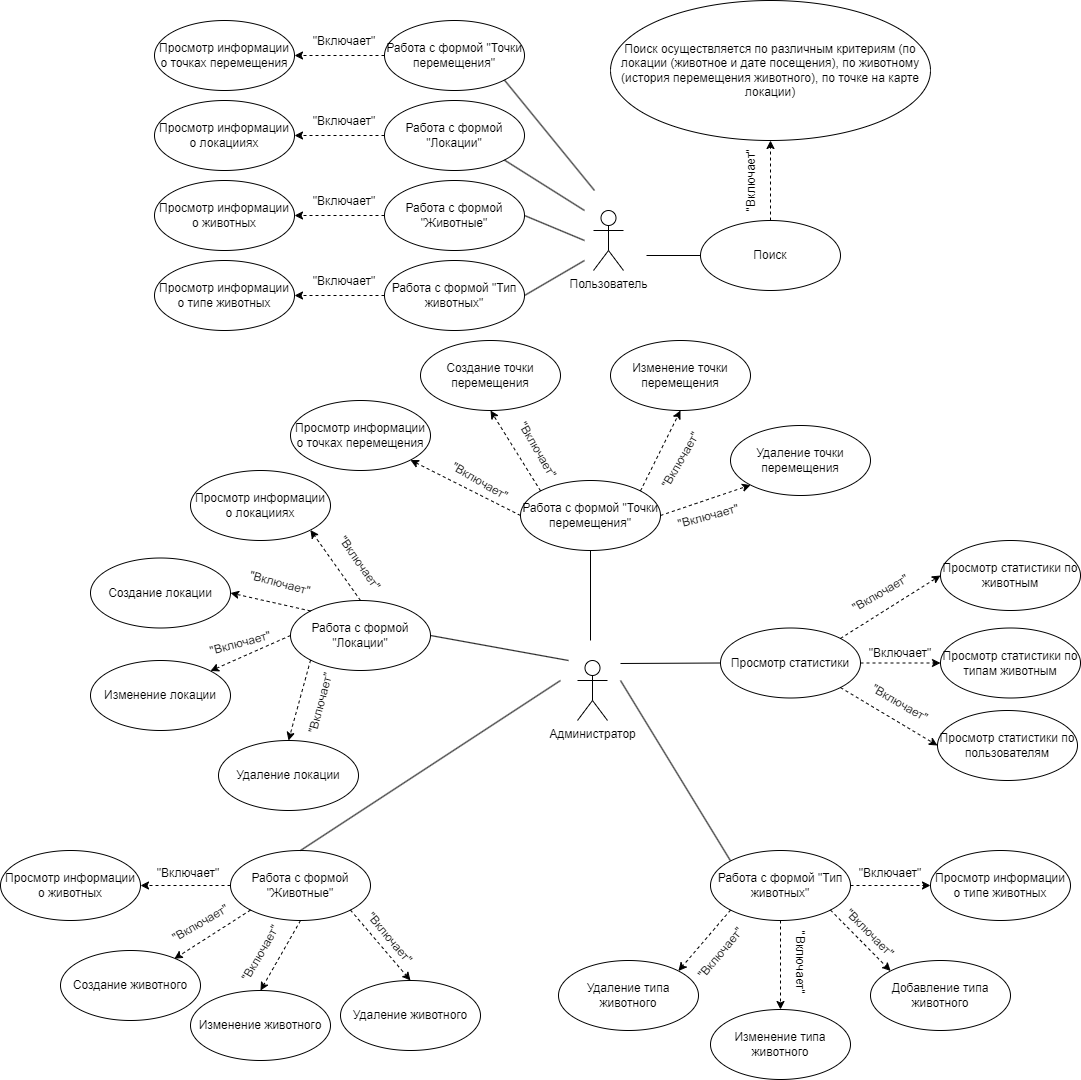 Просмотр информации
о точках перемещения
"Включает"
Работа с формой "Точки
перемещения"
Поиск осуществляется по различным критериям (по
локации (животное и дате посещения), по животному
(история перемещения животного), по точке на карте
локации)
Просмотр информации
о локацииях
"Включает"
Работа с формой
"Локации"
"Включает"
Просмотр информации
о животных
"Включает"
Работа с формой
"Животные"
Поиск
Просмотр информации
о типе животных
"Включает"
Работа с формой "Тип
животных"
Пользователь
Создание точки
перемещения
Изменение точки
перемещения
Просмотр информации
о точках перемещения
"Включает"
"Включает"
"Включает"
Удаление точки
перемещения
"Включает"
Работа с формой "Точки
перемещения"
Просмотр информации
о локацииях
"Включает"
Создание локации
"Включает"
Работа с формой
"Локации"
"Включает"
Изменение локации
"Включает"
Удаление локации
Администратор
Просмотр статистики
"Включает"
Просмотр статистики по
животным
"Включает"
Просмотр статистики по
типам животным
"Включает"
Просмотр статистики по
пользователям
Просмотр информации
о животных
"Включает"
Работа с формой
"Животные"
"Включает"
"Включает"
"Включает"
Создание животного
Изменение животного
Удаление животного
Работа с формой "Тип
животных"
"Включает"
Просмотр информации
о типе животных
"Включает"
"Включает"
"Включает"
Удаление типа
животного
Изменение типа
животного
Добавление типа
животного